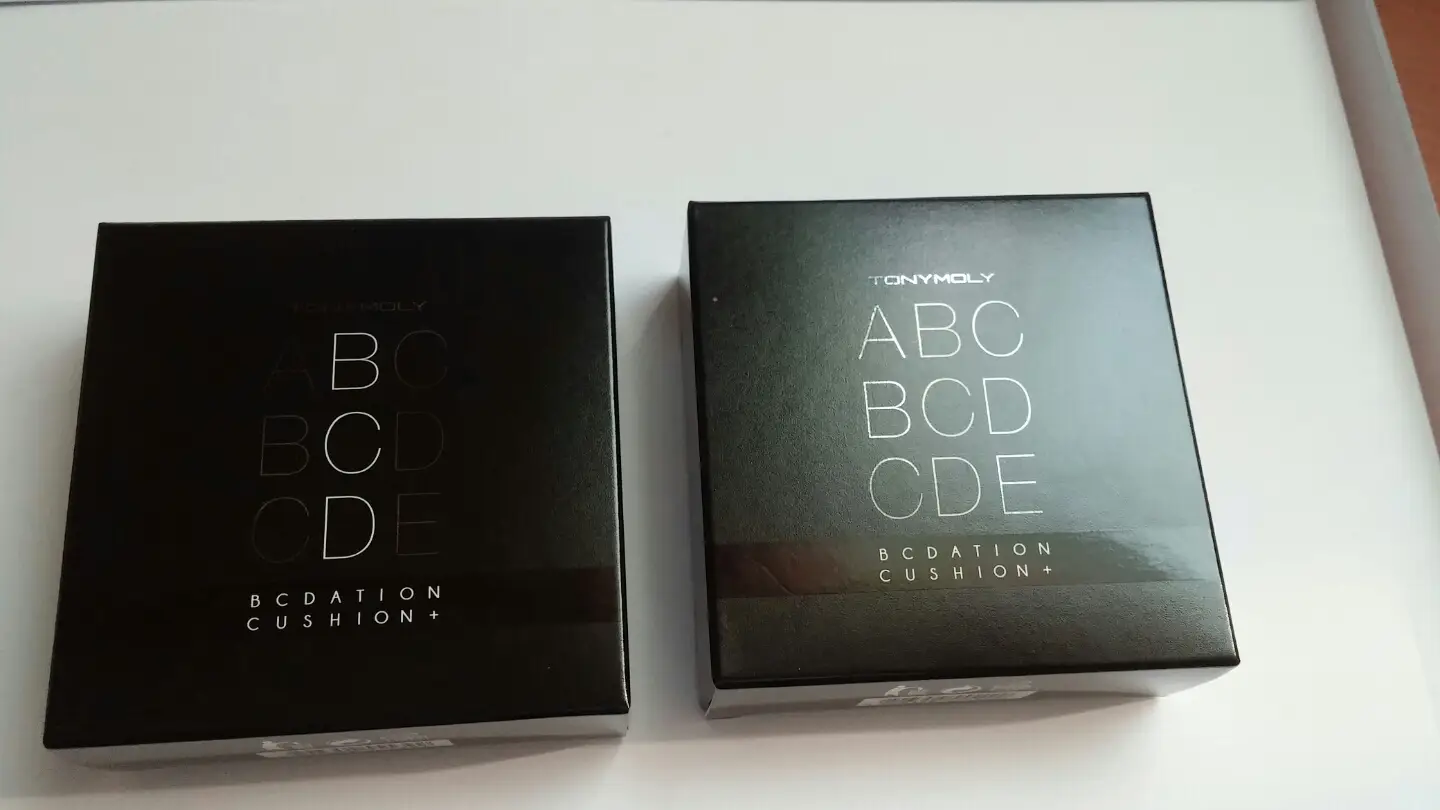 TONYMOLY
ABC
BCD
CDE
BCDATION
CUSHION+
TONYMOLY
ABC
BCD
CDE
BCDATION
CUSHION+